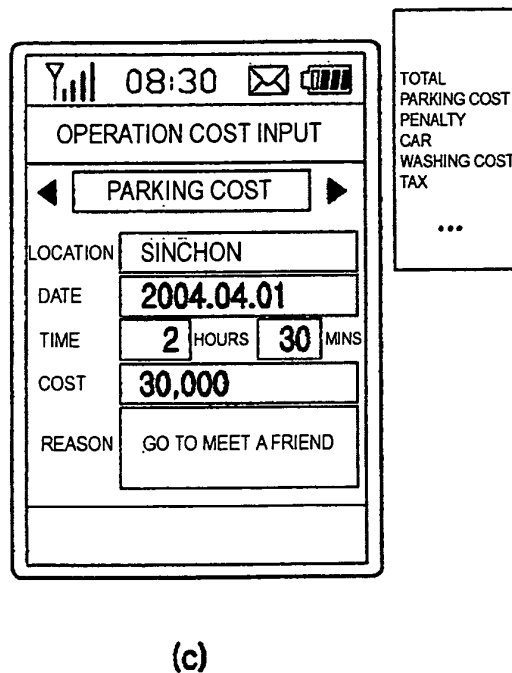 08:30
OPERATION COST INPUT
PARKING COST
LOCATION SINCHON
DATE 2004.04.01
TIME 2 HOURS 30 MINS
COST 30,000
REASON GO TO MEET A FRIEND
TOTAL
PARKING COST
PENALTY
CAR
WASHING COST
TAX
...
(c)